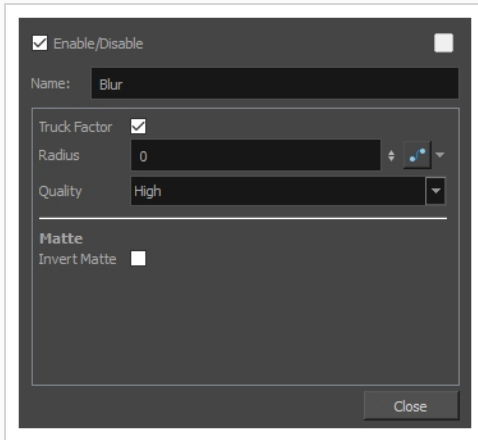 Enable/Disable
Name: Blur
Truck Factor
Radius 0
Quality High
Matte
Invert Matte
Close